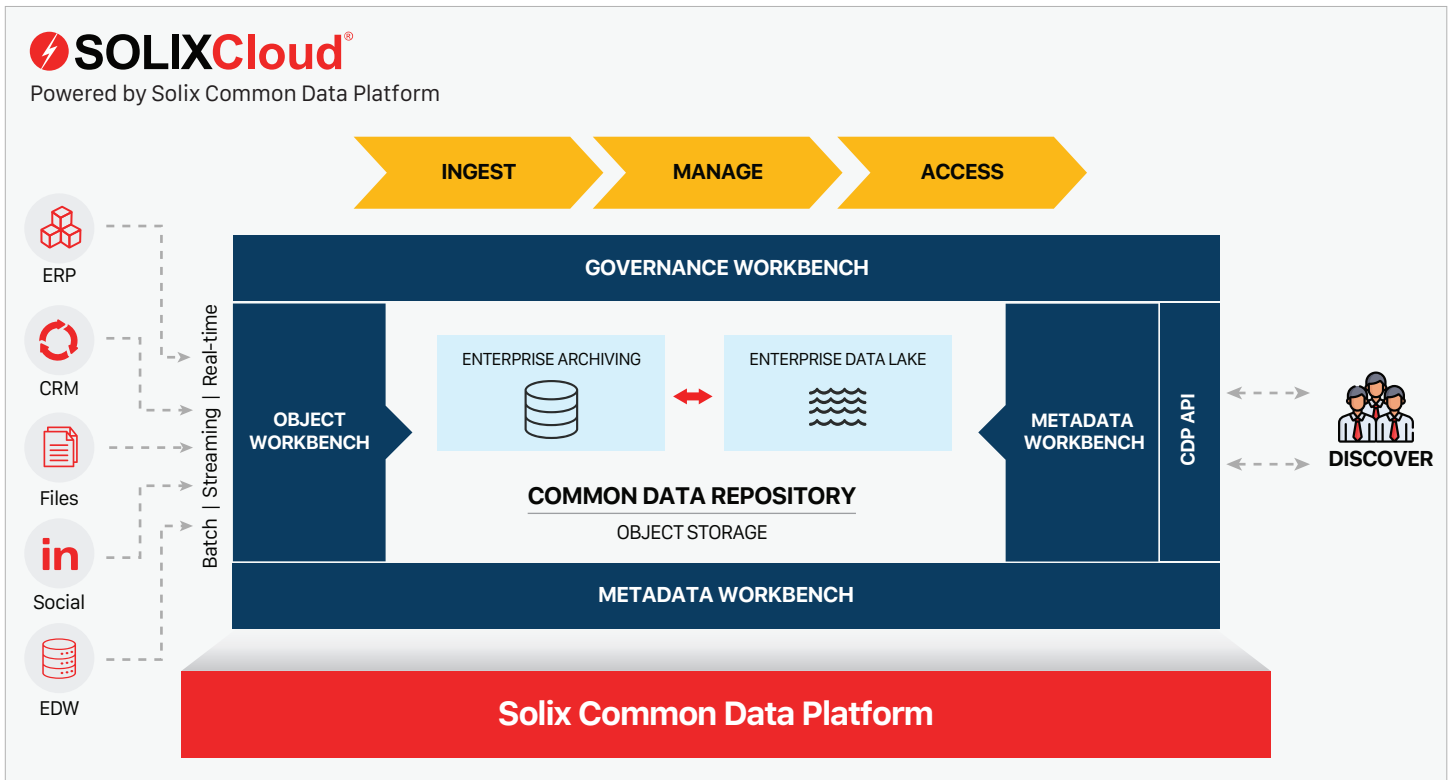 SOLIXCloud®
Powered by Solix Common Data Platform
INGEST
MANAGE
ACCESS
ERP
CRM
Files
in
Social
EDW
Batch | Streaming | Real-time
GOVERNANCE WORKBENCH
OBJECT
WORKBENCH
ENTERPRISE ARCHIVING
ENTERPRISE DATA LAKE
COMMON DATA REPOSITORY
OBJECT STORAGE
METADATA
WORKBENCH
CDP API
DISCOVER
METADATA WORKBENCH
Solix Common Data Platform